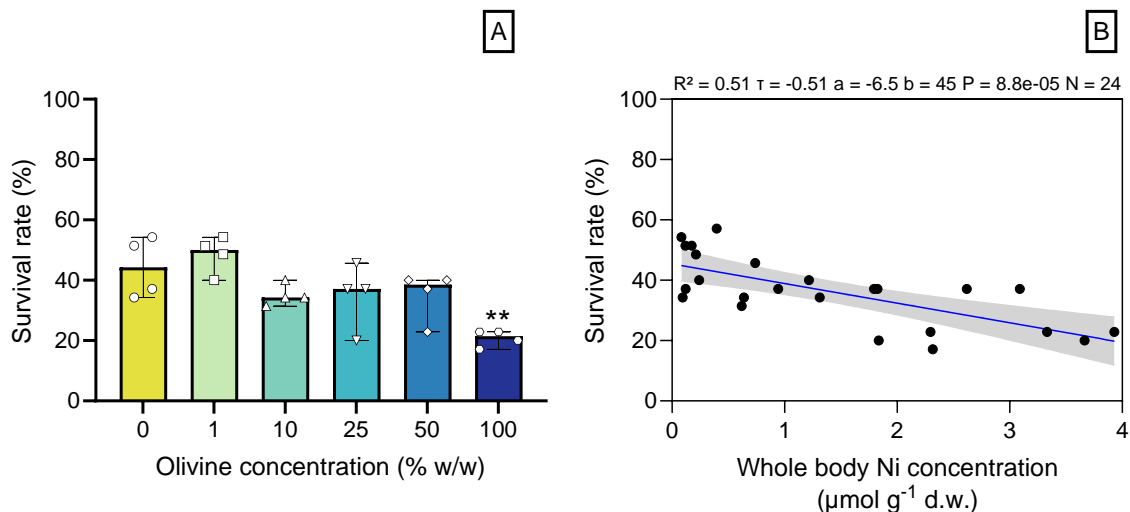 A
100
80
60
40
20
0
Survival rate (%)
**
0 1 10 25 50 100
Olivine concentration (% w/w)
B
R² = 0.51 τ = -0.51 a = -6.5 b = 45 P = 8.8e-05 N = 24
100
80
60
40
20
0
Survival rate (%)
0 1 2 3 4
Whole body Ni concentration
(µmol g⁻¹ d.w.)